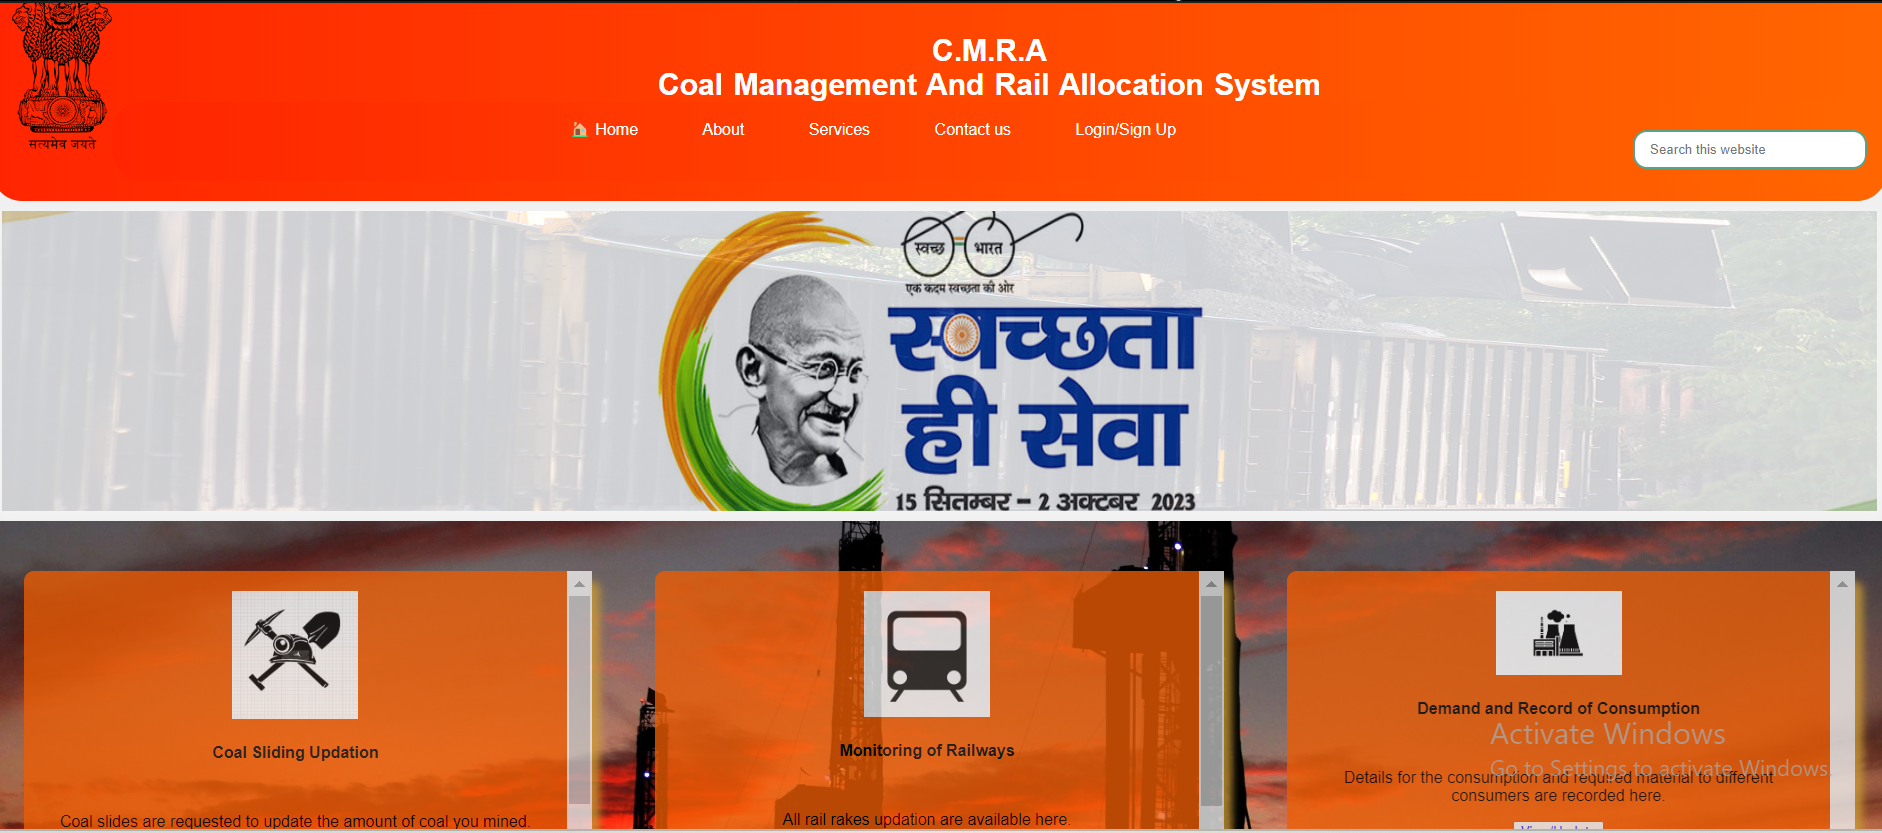 सत्यमेव जयते
C.M.R.A
Coal Management And Rail Allocation System
Home About Services Contact us Login/Sign Up
Search this website
स्वच्छ भारत
एक कदम स्वच्छता की ओर
स्वच्छता
ही सेवा
15 सितम्बर – 2 अक्टूबर 2023
Coal Sliding Updation
Coal slides are requested to update the amount of coal you mined.
Monitoring of Railways
All rail rakes updation are available here.
Demand and Record of Consumption
Details for the consumption and required material to different
consumers are recorded here.
Activate Windows
Go to Settings to activate Windows.